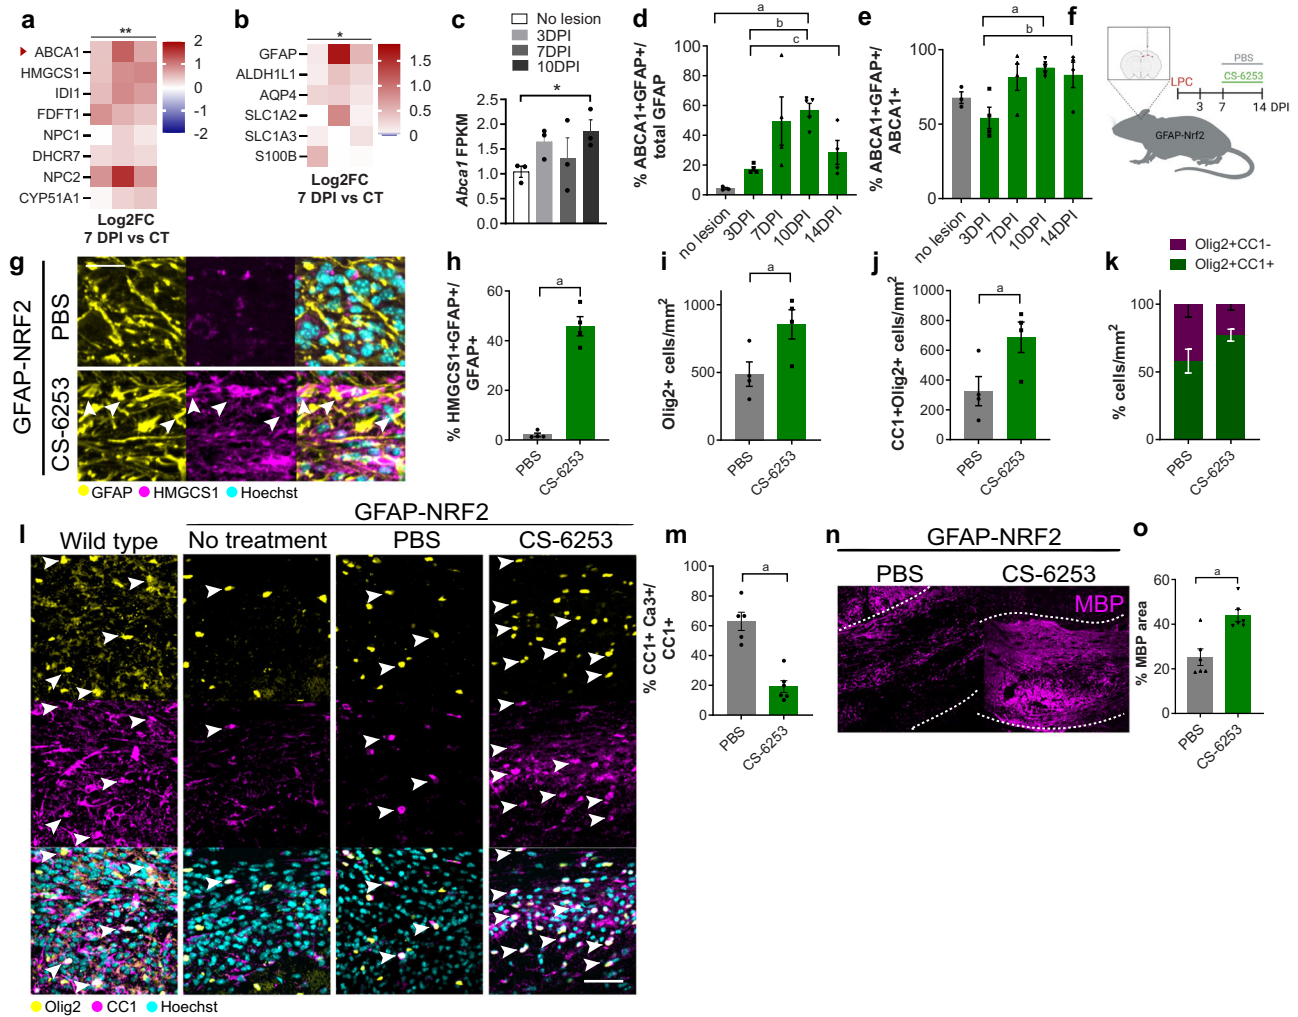 a
**
ABCA1
HMGCS1
IDI1
FDFT1
NPC1
DHCR7
NPC2
CYP51A1
2
1
0
-1
-2
Log2FC
7 DPI vs CT
b
*
GFAP
ALDH1L1
AQP4
SLC1A2
SLC1A3
S100B
1.5
1.0
0.5
0
Log2FC
7 DPI vs CT
c
No lesion
3DPI
7DPI
10DPI
Abca1 FPKM
2.5
2.0
1.5
1.0
0.5
0.0
*
d
% ABCA1+GFAP+/
total GFAP
100
80
60
40
20
0
a
b
c
no lesion
3DPI
7DPI
10DPI
14DPI
e
% ABCA1+GFAP+/
ABCA1+
100
50
0
a
b
no lesion
3DPI
7DPI
10DPI
14DPI
f
PBS
CS-6253
LPC
1 3 7 14 DPI
GFAP-Nrf2
g
GFAP-NRF2
PBS
CS-6253
GFAP HMGCS1 Hoechst
h
% HMGCS1+GFAP+/
GFAP+
60
40
20
0
a
PBS
CS-6253
i
Olig2+ cells/mm²
1000
500
0
a
PBS
CS-6253
j
CC1+Olig2+ cells/mm²
1000
800
600
400
200
0
a
PBS
CS-6253
k
Olig2+CC1-
Olig2+CC1+
% cells/mm²
100
50
0
PBS
CS-6253
l
GFAP-NRF2
Wild type No treatment PBS CS-6253
Olig2 CC1 Hoechst
m
% CC1+ Ca3+/
CC1+
100
80
60
40
20
0
a
PBS
CS-6253
n
GFAP-NRF2
PBS CS-6253
MBP
o
% MBP area
60
40
20
0
a
PBS
CS-6253